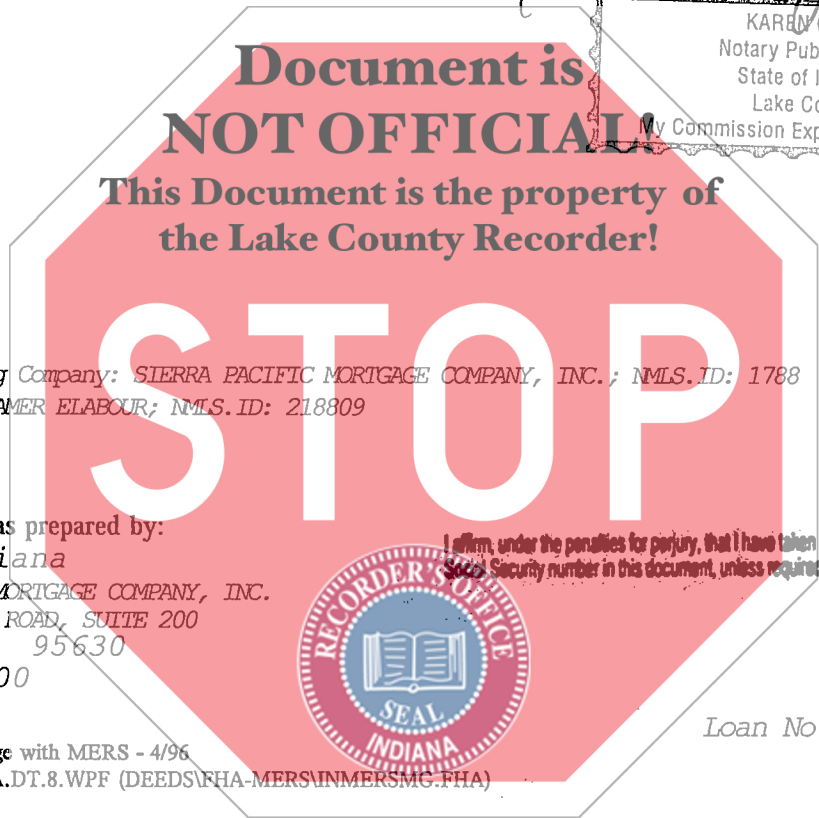 KAREN
Notary Pub
State of I
Lake Co
My Commission Exp
Document is
NOT OFFICIAL!
This Document is the property of
the Lake County Recorder!
STOP
g Company: SIERRA PACIFIC MORTGAGE COMPANY, INC.; NMLS.ID: 1788
AMER ELABOUR; NMLS.ID: 218809
as prepared by:
iana
MORTGAGE COMPANY, INC.
ROAD, SUITE 200
95630
00
I affirm, under the penalties for perjury, that I have taken
Social Security number in this document, unless require
RECORDER'S OFFICE
SEAL
INDIANA
Loan No
ge with MERS - 4/96
A.DT.8.WPF (DEEDS\FHA-MERS\INMERSMG.FHA)